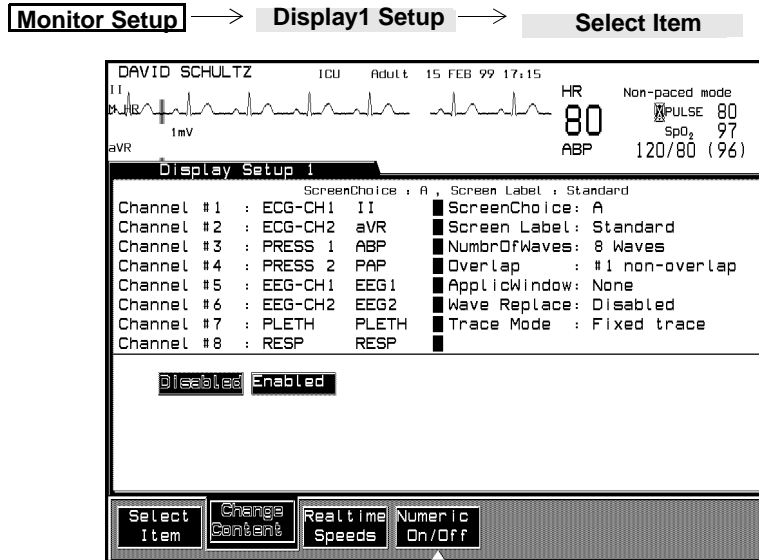 Monitor Setup Display1 Setup Select Item
DAVID SCHULTZ ICU Adult 15 FEB 99 17:15
II HR Non-paced mode
M HR 80 PULSE 80
1mV SpO2 97
aVR ABP 120/80 (96)
Display Setup 1
ScreenChoice : A , Screen Label : Standard
Channel #1 : ECG-CH1 II ScreenChoice: A
Channel #2 : ECG-CH2 aVR Screen Label: Standard
Channel #3 : PRESS 1 ABP NumbrOfWaves: 8 Waves
Channel #4 : PRESS 2 PAP Overlap : #1 non-overlap
Channel #5 : EEG-CH1 EEG1 ApplicWindow: None
Channel #6 : EEG-CH2 EEG2 Wave Replace: Disabled
Channel #7 : PLETH PLETH Trace Mode : Fixed trace
Channel #8 : RESP RESP
Disabled Enabled
Select Change Realtime Numeric
Item Content Speeds On/Off